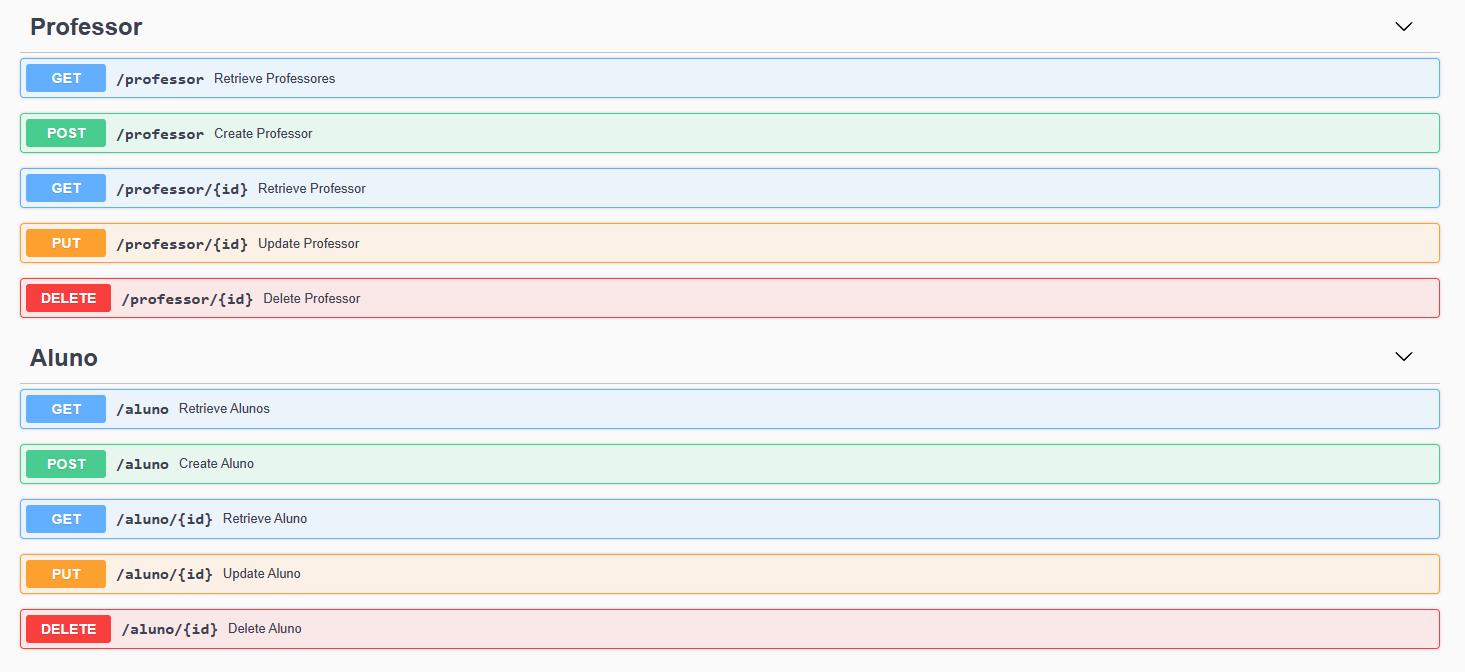 Professor
GET /professor Retrieve Professores
POST /professor Create Professor
GET /professor/{id} Retrieve Professor
PUT /professor/{id} Update Professor
DELETE /professor/{id} Delete Professor
Aluno
GET /aluno Retrieve Alunos
POST /aluno Create Aluno
GET /aluno/{id} Retrieve Aluno
PUT /aluno/{id} Update Aluno
DELETE /aluno/{id} Delete Aluno